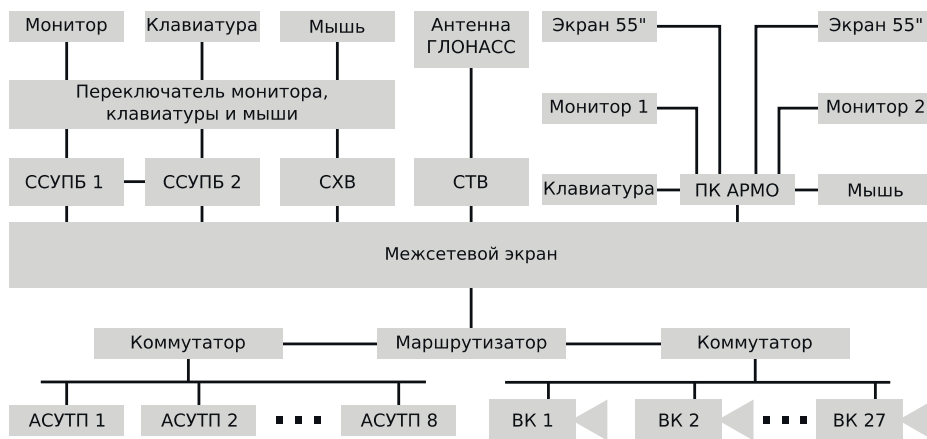 Монитор
Клавиатура
Мышь
Антенна
ГЛОНАСС
Экран 55"
Экран 55"
Переключатель монитора,
клавиатуры и мыши
Монитор 1
Монитор 2
ССУПБ 1
ССУПБ 2
СХВ
СТВ
Клавиатура
ПК АРМО
Мышь
Межсетевой экран
Коммутатор
Маршрутизатор
Коммутатор
АСУТП 1
АСУТП 2
АСУТП 8
ВК 1
ВК 2
ВК 27